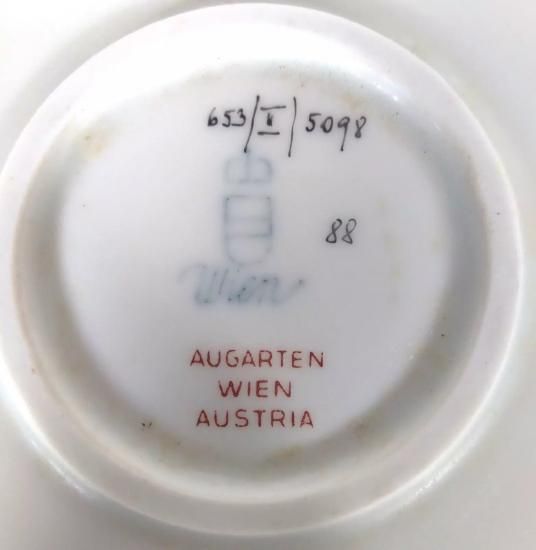 653/I/5098
88
Wien
AUGARTEN
WIEN
AUSTRIA